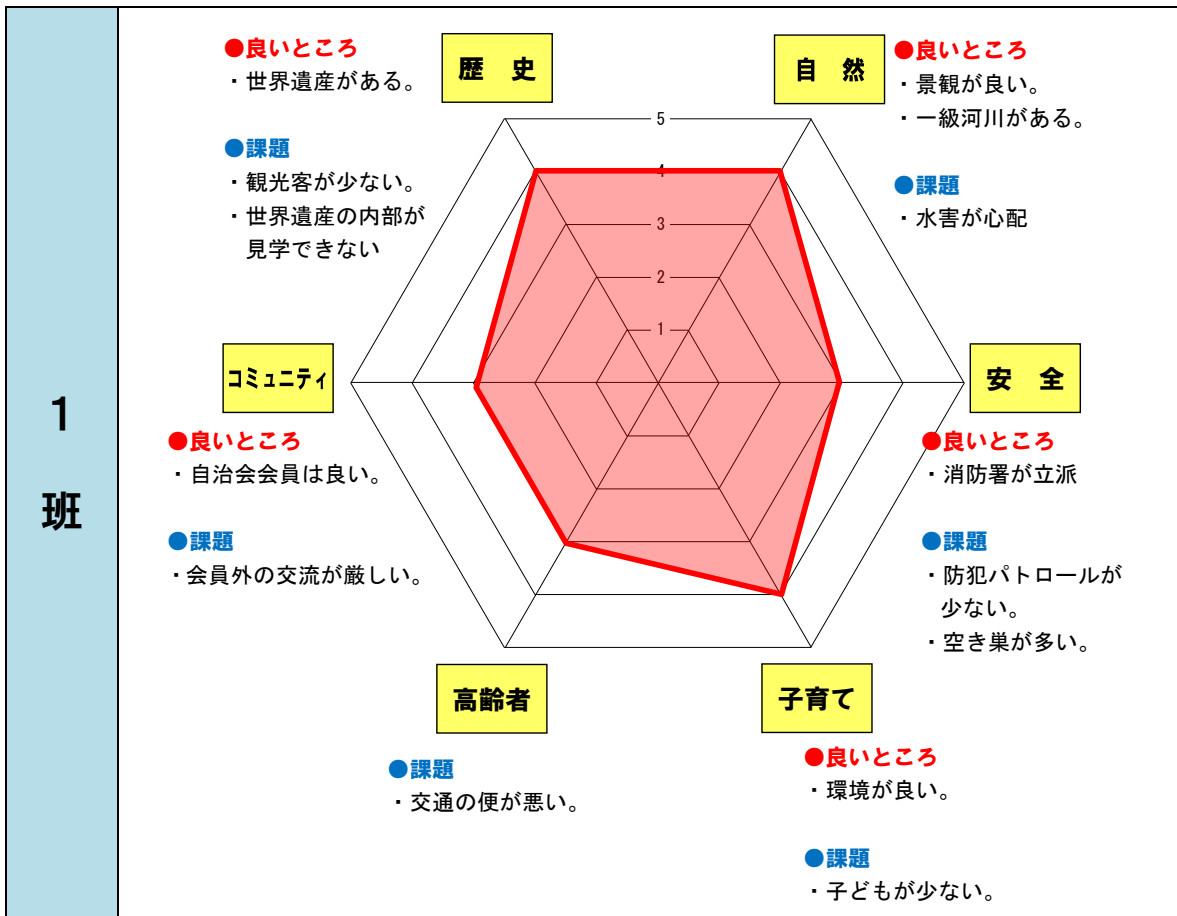 1
班
歴　史
●良いところ
・世界遺産がある。
●課題
・観光客が少ない。
・世界遺産の内部が
見学できない
自　然
●良いところ
・景観が良い。
・一級河川がある。
●課題
・水害が心配
5
4
3
2
1
コミュニティ
●良いところ
・自治会会員は良い。
●課題
・会員外の交流が厳しい。
安　全
●良いところ
・消防署が立派
●課題
・防犯パトロールが
少ない。
・空き巣が多い。
高齢者
●課題
・交通の便が悪い。
子育て
●良いところ
・環境が良い。
●課題
・子どもが少ない。